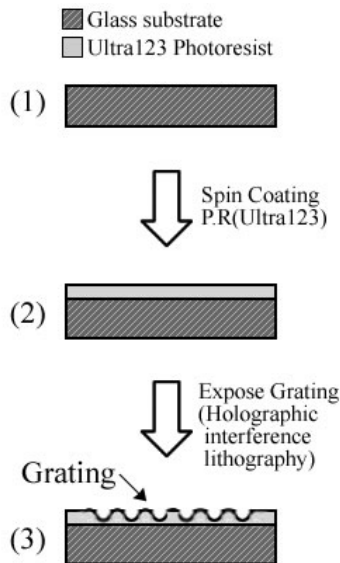 Glass substrate
Ultra123 Photoresist
(1)
Spin Coating
P.R(Ultra123)
(2)
Expose Grating
(Holographic
interference
lithography)
Grating
(3)